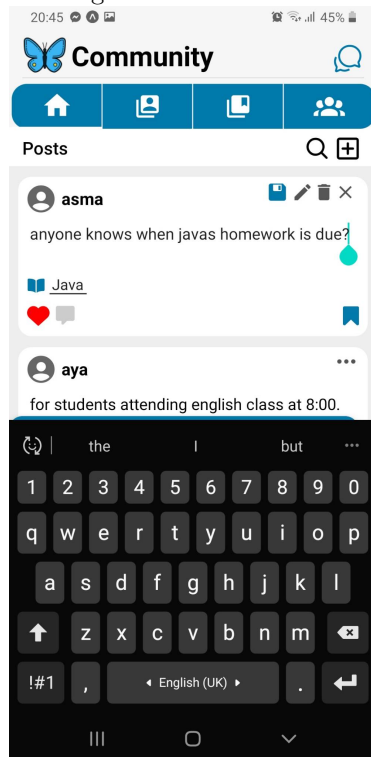 20:45 45%
Community
Posts
asma
anyone knows when javas homework is due?
Java
aya
for students attending english class at 8:00.
the I but
1 2 3 4 5 6 7 8 9 0
q w e r t y u i o p
a s d f g h j k l
z x c v b n m
!#1 , English (UK) .